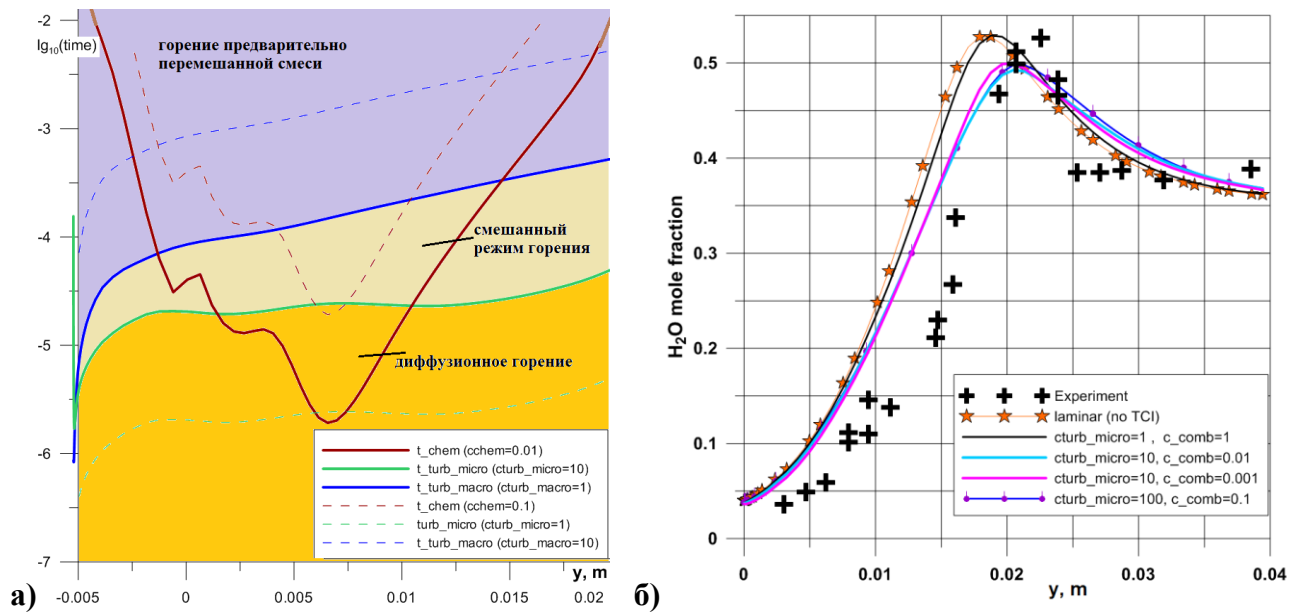 -2
lg10(time)
-3
-4
-5
-6
-7
горение предварительно
перемешанной смеси
смешанный
режим горения
диффузионное горение
t_chem (cchem=0.01)
t_turb_micro (cturb_micro=10)
t_turb_macro (cturb_macro=1)
t_chem (cchem=0.1)
turb_micro (cturb_micro=1)
t_turb_macro (cturb_macro=10)
y, m
-0.005 0 0.005 0.01 0.015 0.02
а)
H2O mole fraction
0.5
0.4
0.3
0.2
0.1
0
Experiment
laminar (no TCI)
cturb_micro=1 , c_comb=1
cturb_micro=10, c_comb=0.01
cturb_micro=10, c_comb=0.001
cturb_micro=100, c_comb=0.1
0 0.01 0.02 0.03 0.04
y, m
б)